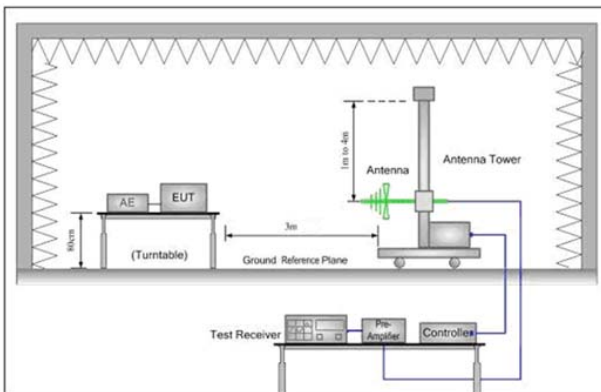 1m to 4m
Antenna
Antenna Tower
AE
EUT
80cm
(Turntable)
3m
Ground Reference Plane
Test Receiver
Pre-
Amplifier
Controller